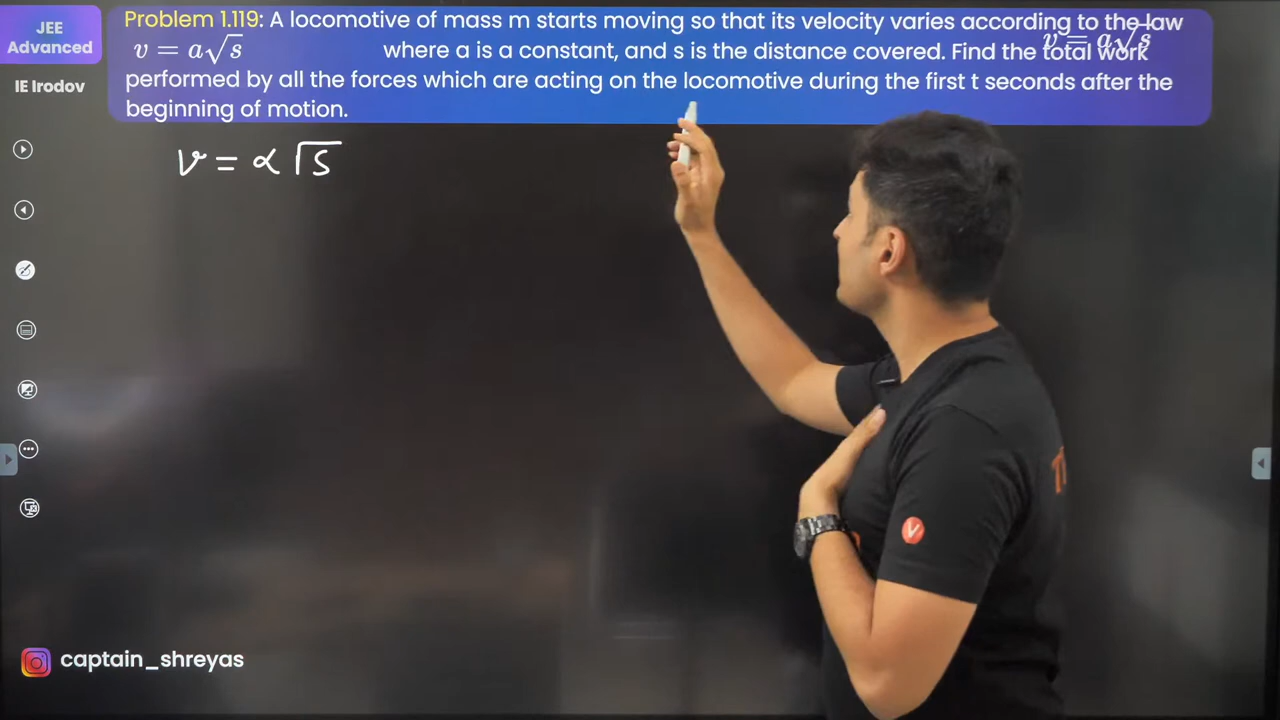 JEE
Advanced
IE Irodov
Problem 1.119: A locomotive of mass m starts moving so that its velocity varies according to the law
v = a√s where a is a constant, and s is the distance covered. Find the total work
v = a√s
performed by all the forces which are acting on the locomotive during the first t seconds after the
beginning of motion.
v = α √s
captain_shreyas
V